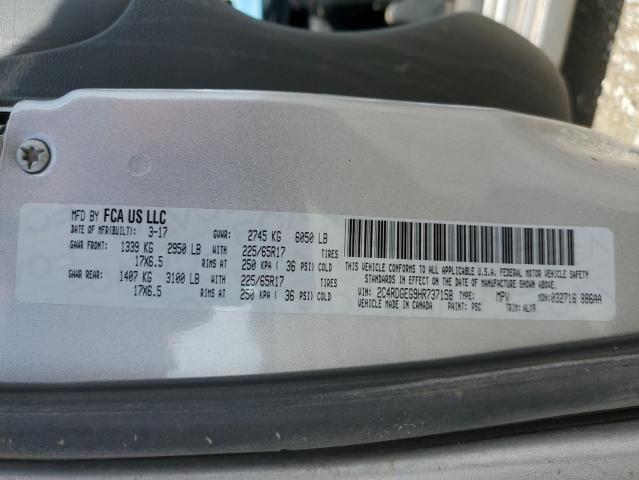 MFD BY FCA US LLC
DATE OF MFR(BUILT): 3-17 GVWR: 2745 KG 6050 LB
GAWR FRONT: 1339 KG 2950 LB WITH 225/65R17 TIRES
17X6.5 RIMS AT 250 KPA ( 36 PSI) COLD
GAWR REAR: 1407 KG 3100 LB WITH 225/65R17 TIRES
17X6.5 RIMS AT 250 KPA ( 36 PSI) COLD
THIS VEHICLE CONFORMS TO ALL APPLICABLE U.S.A. FEDERAL MOTOR VEHICLE SAFETY
STANDARDS IN EFFECT ON THE DATE OF MANUFACTURE SHOWN ABOVE.
VIN: 2C4RDGEG9HR737158 TYPE: MPV MDH:032716 886AA
VEHICLE MADE IN CANADA PAINT: PSC TRIM: ALX9